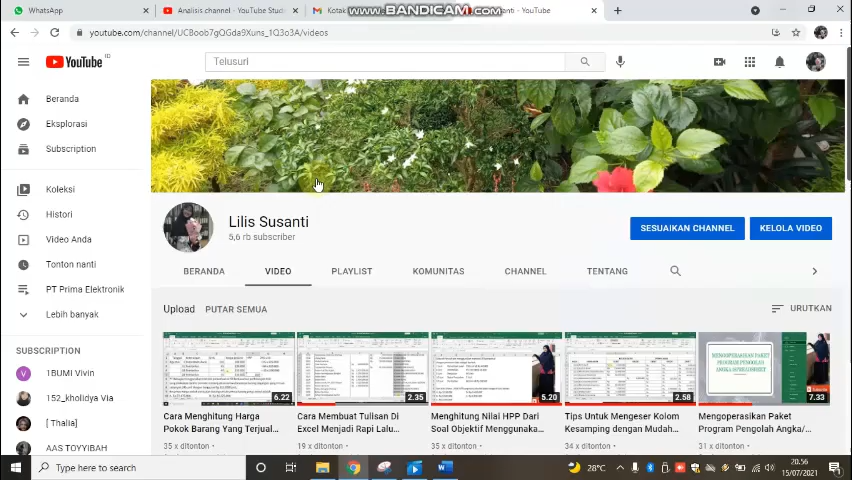 WhatsApp
Analisis channel - YouTube Stud
Kotak
WWW.BANDICAM.COM
anti - YouTube
youtube.com/channel/UCBoob7gQGda9Xuns_1Q3o3A/videos
YouTube
ID
Telusuri
Beranda
Eksplorasi
Subscription
Koleksi
Histori
Video Anda
Tonton nanti
PT Prima Elektronik
Lebih banyak
SUBSCRIPTION
V
1BUMI Vivin
152_kholidya Via
[ Thalia]
AAS TOYYIBAH
Lilis Susanti
5,6 rb subscriber
SESUAIKAN CHANNEL
KELOLA VIDEO
BERANDA
VIDEO
PLAYLIST
KOMUNITAS
CHANNEL
TENTANG
Upload
PUTAR SEMUA
URUTKAN
6.22
2.35
5.20
2.58
MENGOPERASIKAN PAKET
PROGRAM PENGOLAH
ANGKA (SPREADSHEET)
7.33
Cara Menghitung Harga
Pokok Barang Yang Terjual...
35 x ditonton •
Cara Membuat Tulisan Di
Excel Menjadi Rapi Lalu...
19 x ditonton •
Menghitung Nilai HPP Dari
Soal Objektif Menggunaka...
35 x ditonton •
Tips Untuk Mengeser Kolom
Kesamping dengan Mudah...
34 x ditonton •
Mengoperasikan Paket
Program Pengolah Angka/...
31 x ditonton •
Type here to search
28°C
20.56
15/07/2021